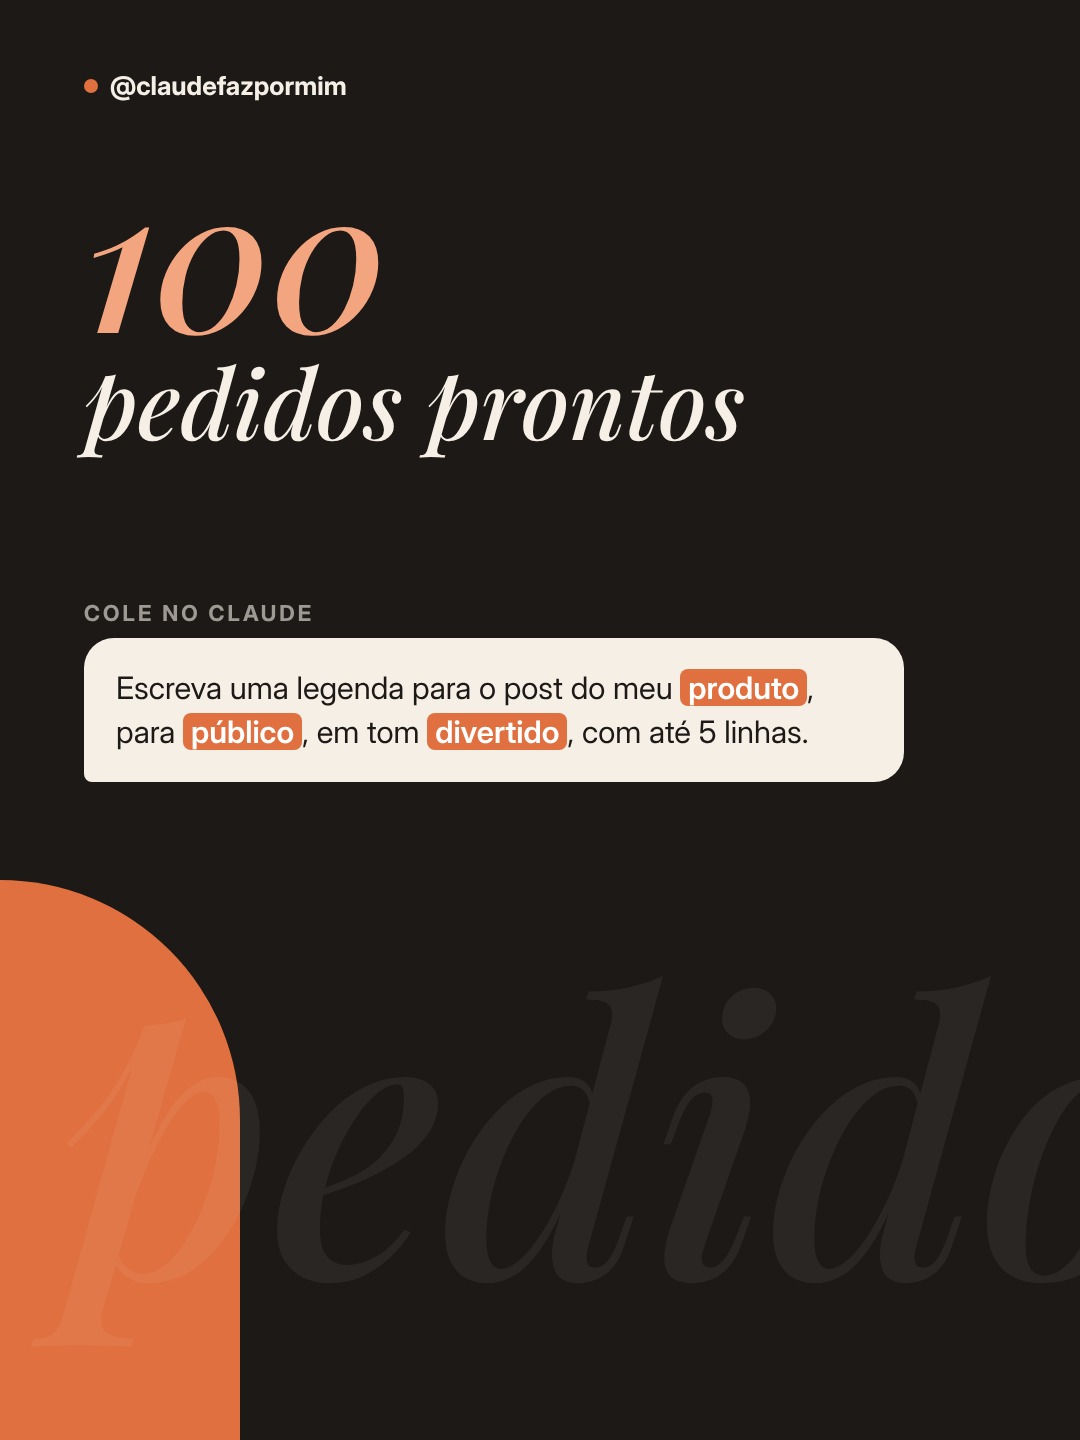 @claudefazpormim
100
pedidos prontos
COLE NO CLAUDE
Escreva uma legenda para o post do meu produto,
para público, em tom divertido, com até 5 linhas.
pedido